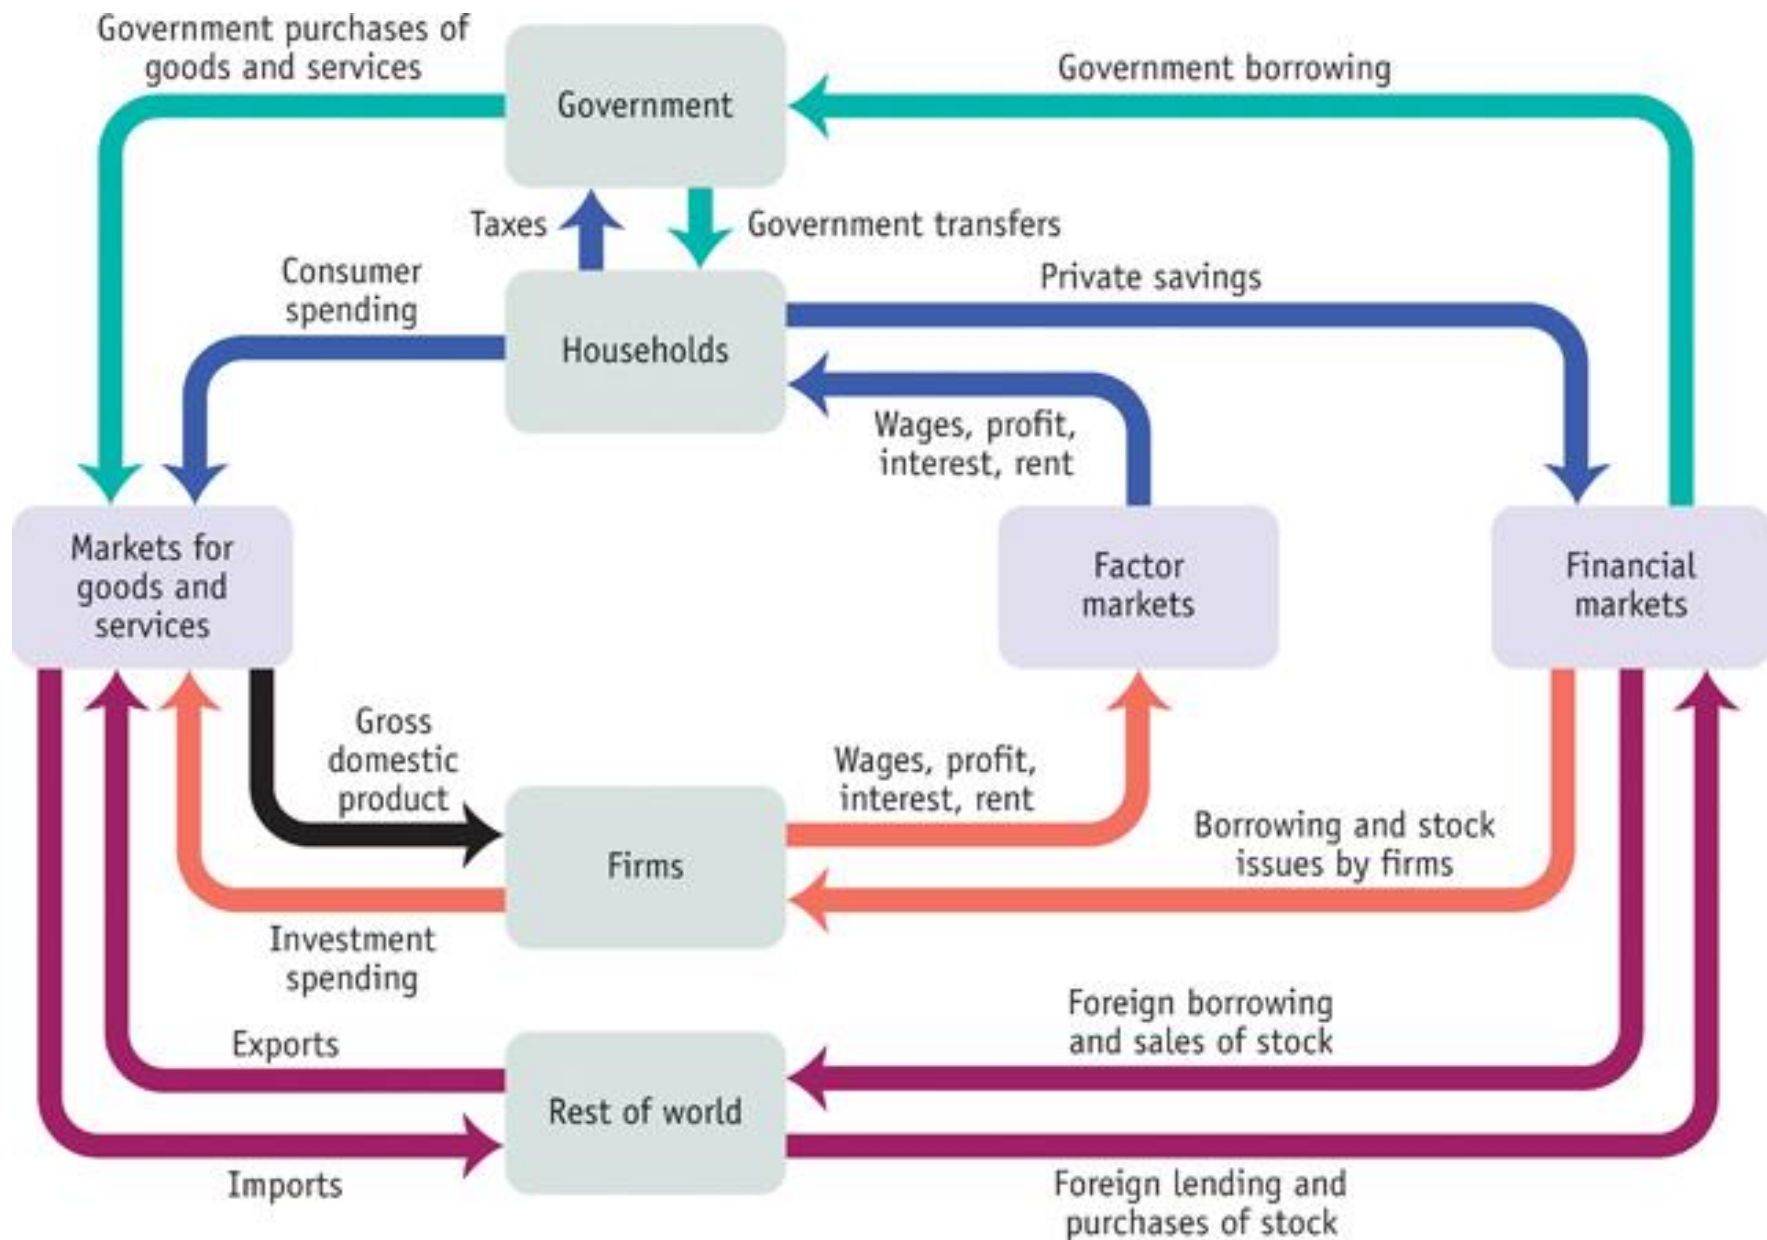 Government purchases of
goods and services
Government
Government borrowing
Taxes
Government transfers
Consumer
spending
Households
Private savings
Wages, profit,
interest, rent
Markets for
goods and
services
Factor
markets
Financial
markets
Gross
domestic
product
Wages, profit,
interest, rent
Firms
Borrowing and stock
issues by firms
Investment
spending
Foreign borrowing
and sales of stock
Exports
Rest of world
Imports
Foreign lending and
purchases of stock